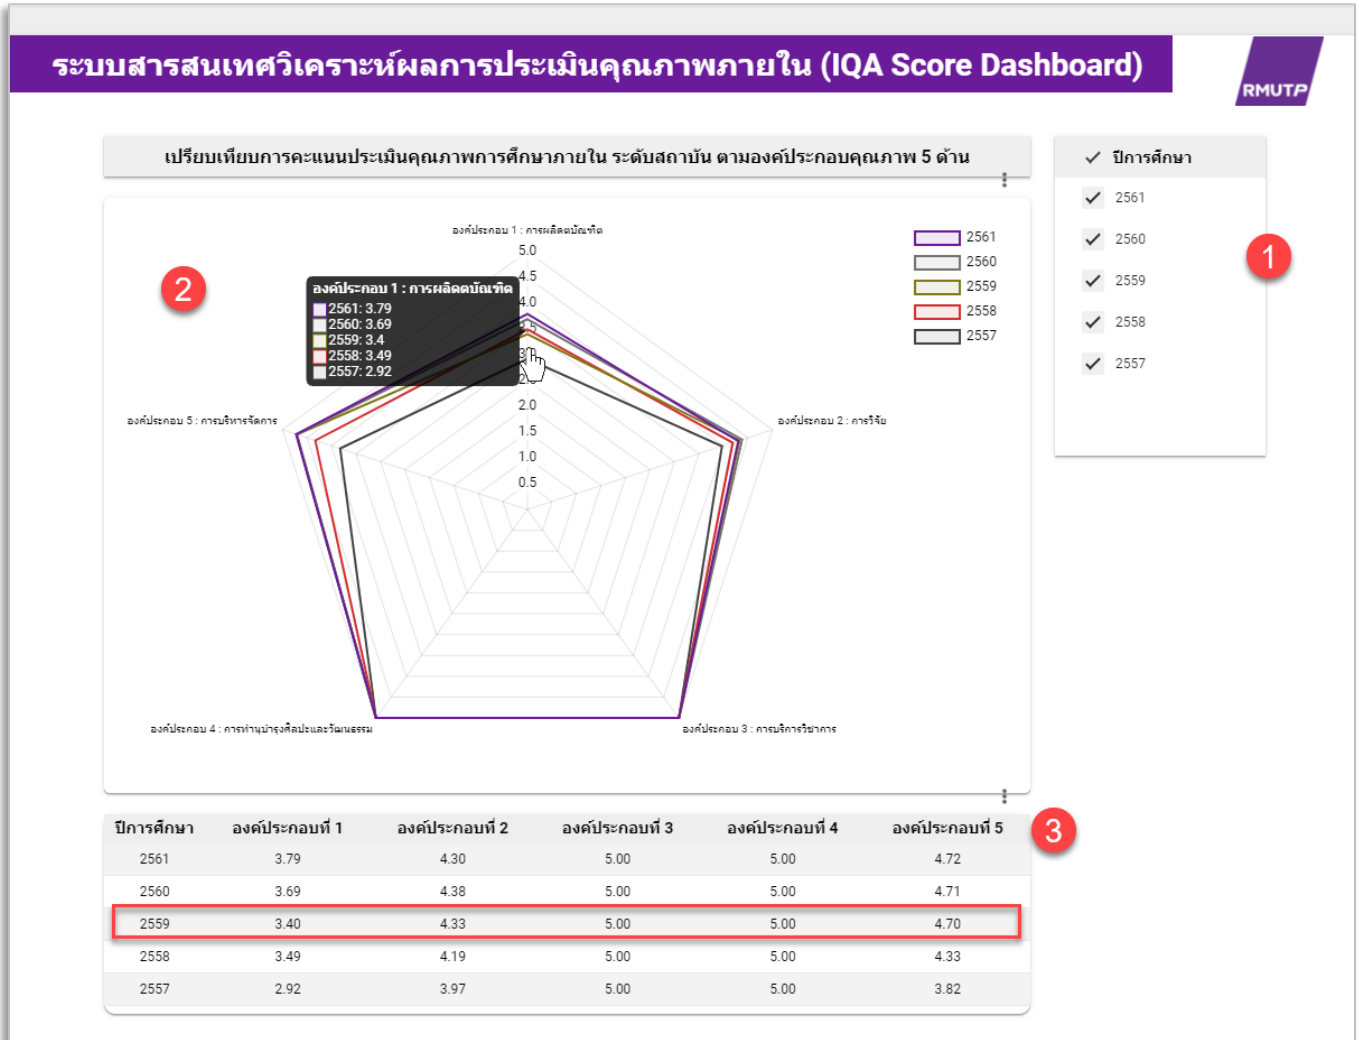 ระบบสารสนเทศวิเคราะห์ผลการประเมินคุณภาพภายใน (IQA Score Dashboard)
RMUTP
เปรียบเทียบการคะแนนประเมินคุณภาพการศึกษาภายใน ระดับสถาบัน ตามองค์ประกอบคุณภาพ 5 ด้าน
ปีการศึกษา
2561
2560
2559
2558
2557
1
2
องค์ประกอบ 1 : การผลิตบัณฑิต
5.0
4.5
4.0
3.5
2.0
1.5
1.0
0.5
องค์ประกอบ 1 : การผลิตบัณฑิต
2561: 3.79
2560: 3.69
2559: 3.4
2558: 3.49
2557: 2.92
2561
2560
2559
2558
2557
องค์ประกอบ 5 : การบริหารจัดการ
องค์ประกอบ 2 : การวิจัย
องค์ประกอบ 4 : การทำนุบำรุงศิลปะและวัฒนธรรม
องค์ประกอบ 3 : การบริการวิชาการ
3
ปีการศึกษา องค์ประกอบที่ 1 องค์ประกอบที่ 2 องค์ประกอบที่ 3 องค์ประกอบที่ 4 องค์ประกอบที่ 5
2561 3.79 4.30 5.00 5.00 4.72
2560 3.69 4.38 5.00 5.00 4.71
2559 3.40 4.33 5.00 5.00 4.70
2558 3.49 4.19 5.00 5.00 4.33
2557 2.92 3.97 5.00 5.00 3.82